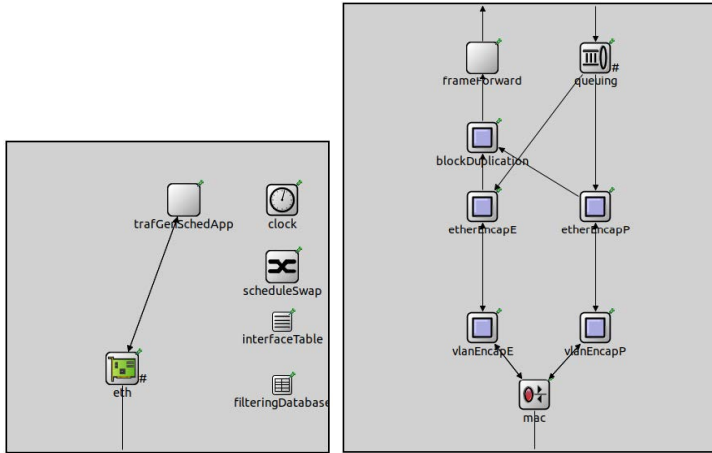 trafGenSchedApp
clock
scheduleSwap
interfaceTable
#
eth
filteringDatabase
frameForward
#
queuing
blockDuplication
etherEncapE
etherEncapP
vlanEncapE
vlanEncapP
mac